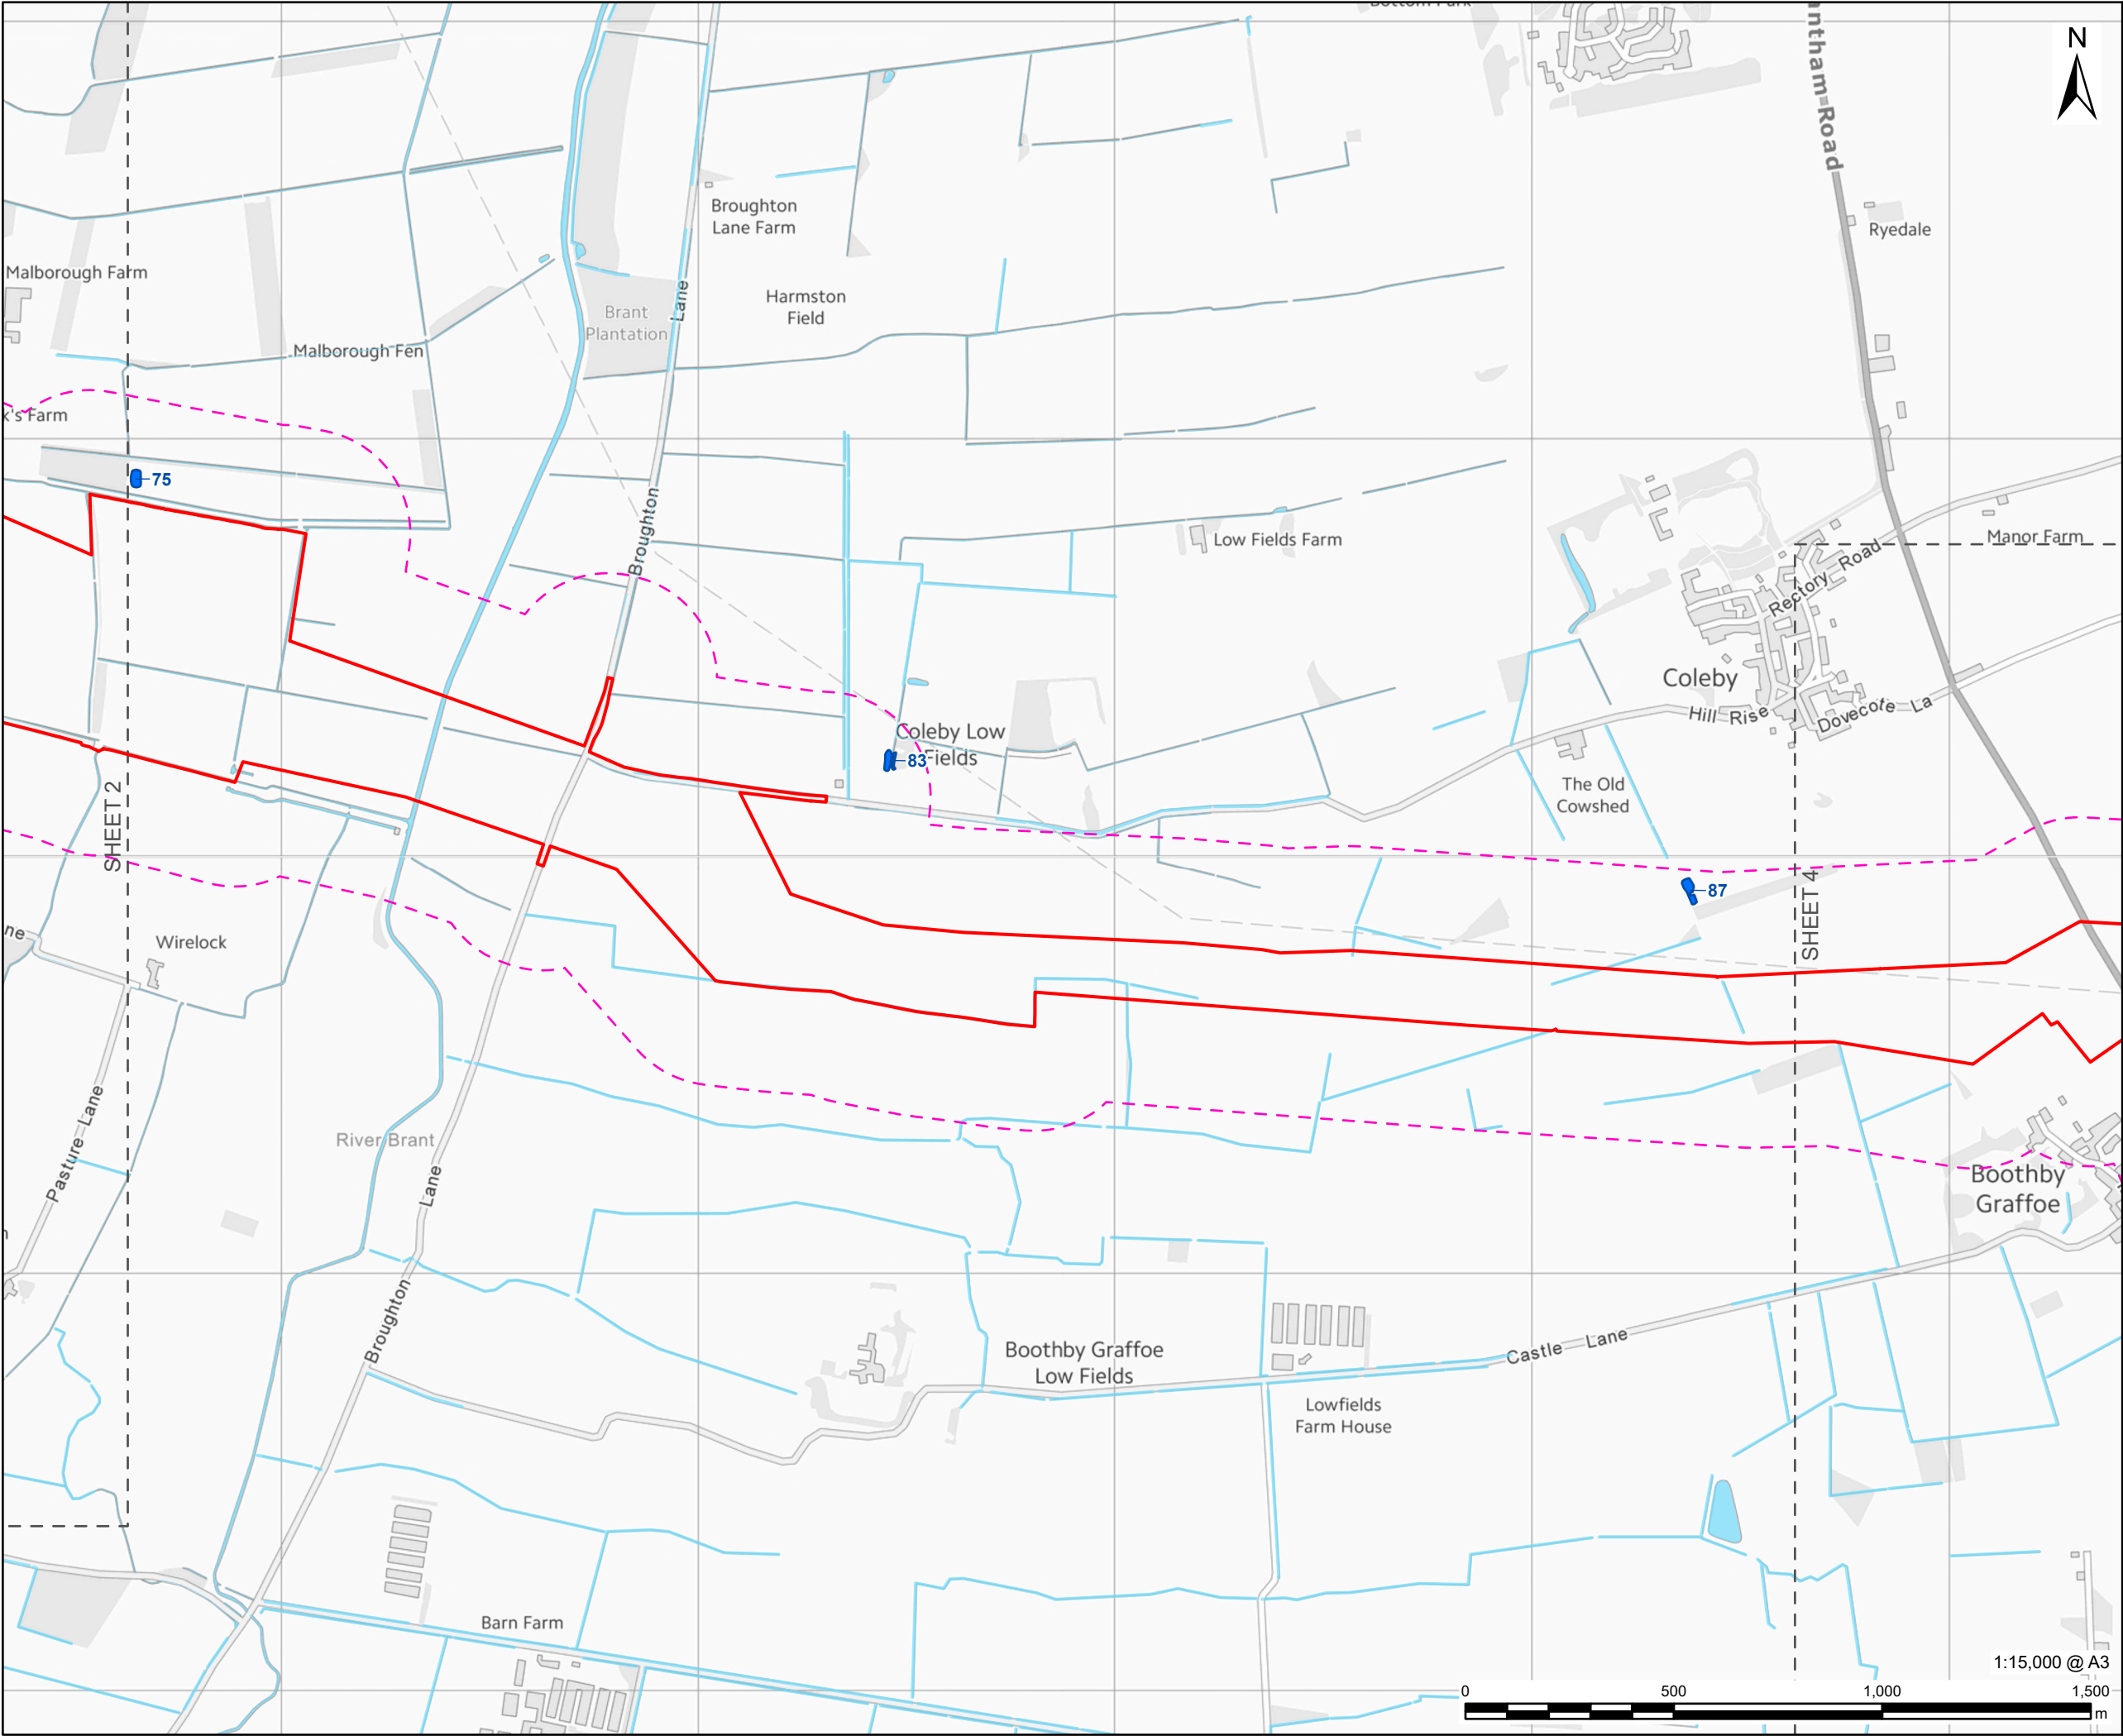 N
Ryedale
Broughton
Lane Farm
Malborough Farm
Harmston
Field
Lane
Brant
Plantation
Malborough Fen
75
Broughton
Low Fields Farm
Manor Farm
Rectory Road
Coleby
Hill Rise
Dovecote La
Coleby Low
Fields
83
The Old
Cowshed
SHEET 2
87
SHEET 4
Wirelock
Pasture Lane
River Brant
Lane
Boothby
Graffoe
Broughton
Boothby Graffoe
Low Fields
Castle Lane
Lowfields
Farm House
Barn Farm
1:15,000 @ A3
0 500 1,000 1,500
m